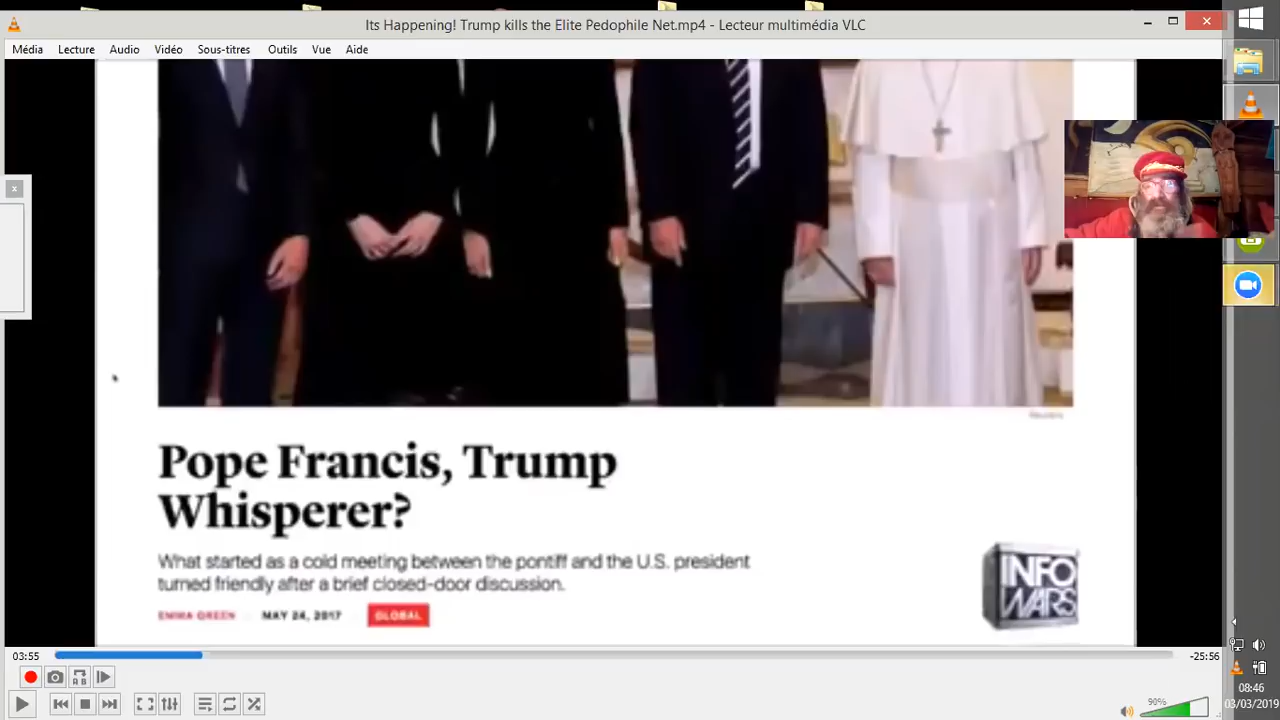 Its Happening! Trump kills the Elite Pedophile Net.mp4 - Lecteur multimédia VLC
Média Lecture Audio Vidéo Sous-titres Outils Vue Aide
Reuters
Pope Francis, Trump
Whisperer?
What started as a cold meeting between the pontiff and the U.S. president
turned friendly after a brief closed-door discussion.
EMMA GREEN MAY 24, 2017 GLOBAL
INFO
WARS
03:55 -25:56
A B
90%
08:46
03/03/2019